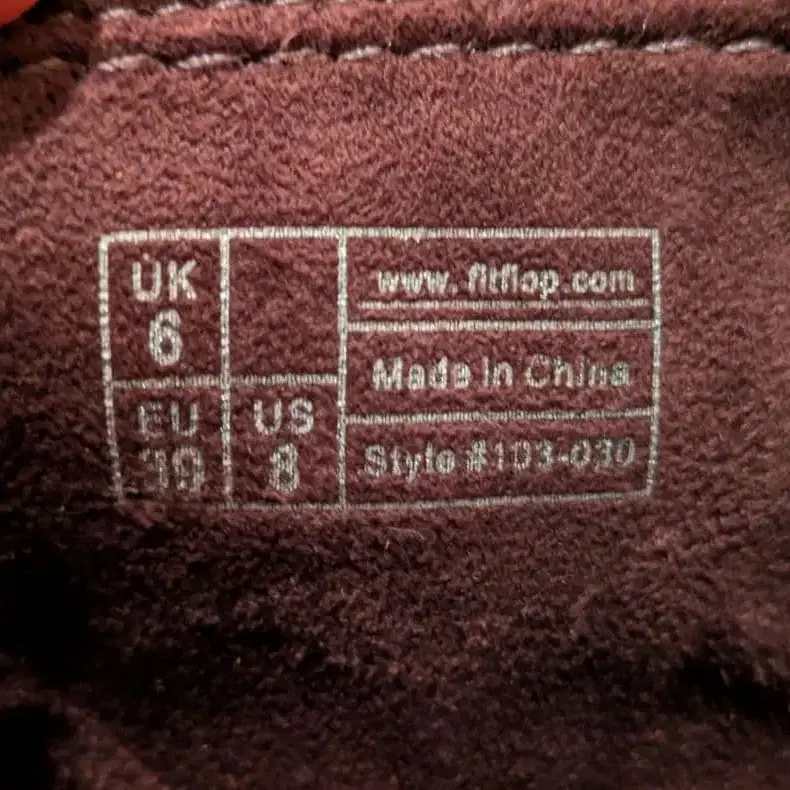 UK
6
EU
39
US
8
www.fitflop.com
Made in China
Style #103-030